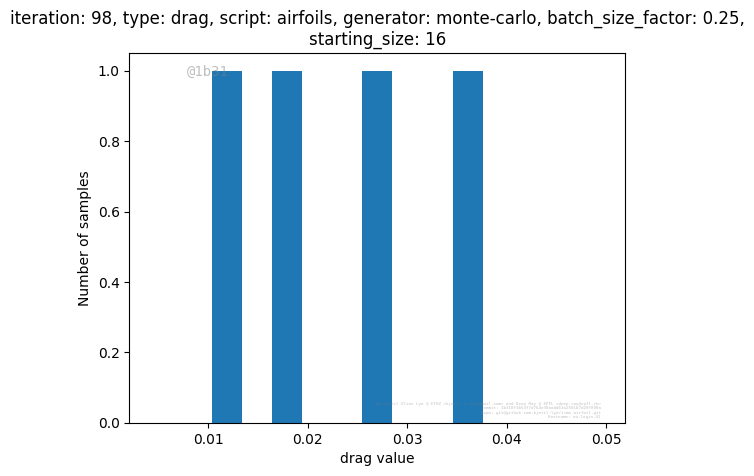 iteration: 98, type: drag, script: airfoils, generator: monte-carlo, batch_size_factor: 0.25,
starting_size: 16
@1b31
1.0
0.8
0.6
0.4
0.2
0.0
Number of samples
0.01
0.02
0.03
0.04
0.05
drag value